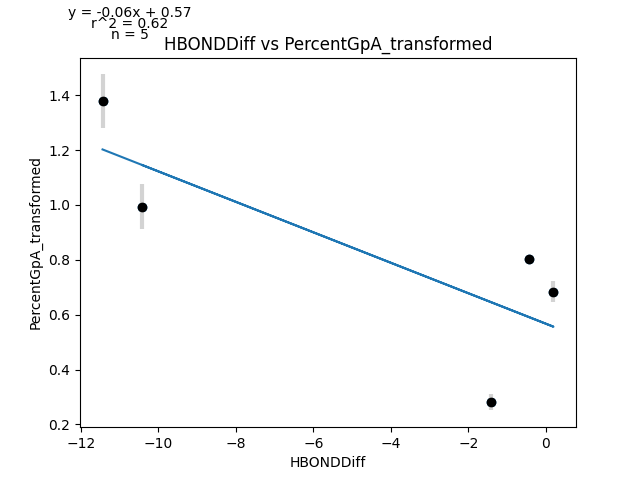 y = -0.06x + 0.57
r^2 = 0.62
n = 5
HBONDDiff vs PercentGpA_transformed
PercentGpA_transformed
1.4
1.2
1.0
0.8
0.6
0.4
0.2
−12 −10 −8 −6 −4 −2 0
HBONDDiff